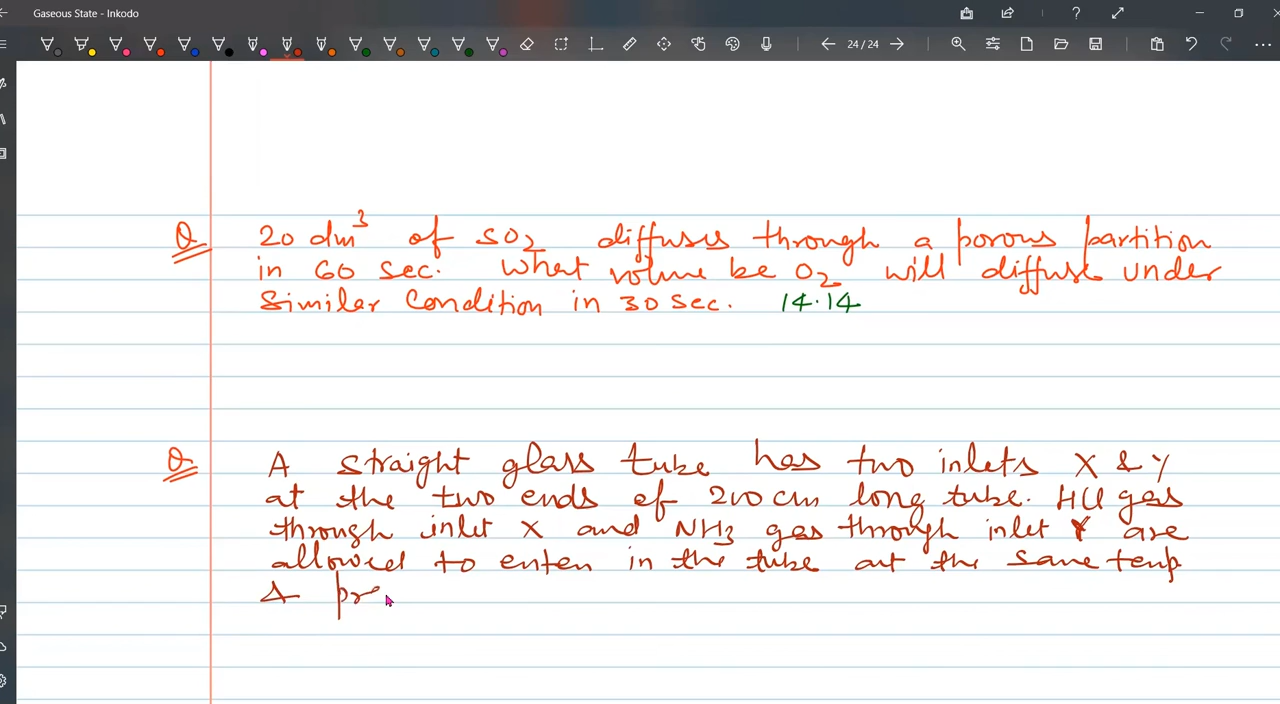 Gaseous State - Inkodo
24/24
Q 20 dm³ of SO2 diffuses through a porous partition
in 60 sec. What volume be O2 will diffuse under
Similar Condition in 30 sec. 14.14
Q A straight glass tube has two inlets X & Y
at the two ends of 200 cm long tube. HCl gas
through inlet X and NH3 gas through inlet Y are
allowed to enter in the tube at the same temp
& pre